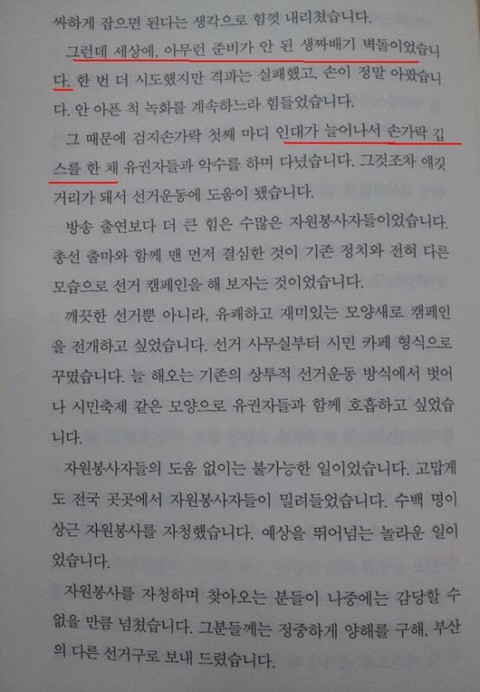 싸하게 잡으면 된다는 생각으로 힘껏 내리쳤습니다.
그런데 세상에, 아무런 준비가 안 된 생짜배기 벽돌이었습니
다. 한 번 더 시도했지만 격파는 실패했고, 손이 정말 아팠습니
다. 안 아픈 척 녹화를 계속하느라 힘들었습니다.
그 때문에 검지손가락 첫째 마디 인대가 늘어나서 손가락 깁
스를 한 채 유권자들과 악수를 하며 다녔습니다. 그것조차 얘깃
거리가 돼서 선거운동에 도움이 됐습니다.
방송 출연보다 더 큰 힘은 수많은 자원봉사자들이었습니다.
총선 출마와 함께 맨 먼저 결심한 것이 기존 정치와 전혀 다른
모습으로 선거 캠페인을 해 보자는 것이었습니다.
깨끗한 선거뿐 아니라, 유쾌하고 재미있는 모양새로 캠페인
을 전개하고 싶었습니다. 선거 사무실부터 시민 카페 형식으로
꾸몄습니다. 늘 해오는 기존의 상투적 선거운동 방식에서 벗어
나 시민축제 같은 모양으로 유권자들과 함께 호흡하고 싶었습
니다.
자원봉사자들의 도움 없이는 불가능한 일이었습니다. 고맙게
도 전국 곳곳에서 자원봉사자들이 밀려들었습니다. 수백 명이
상근 자원봉사를 자청했습니다. 예상을 뛰어넘는 놀라운 일이
었습니다.
자원봉사를 자청하며 찾아오는 분들이 나중에는 감당할 수
없을 만큼 넘쳤습니다. 그분들께는 정중하게 양해를 구해, 부산
의 다른 선거구로 보내 드렸습니다.